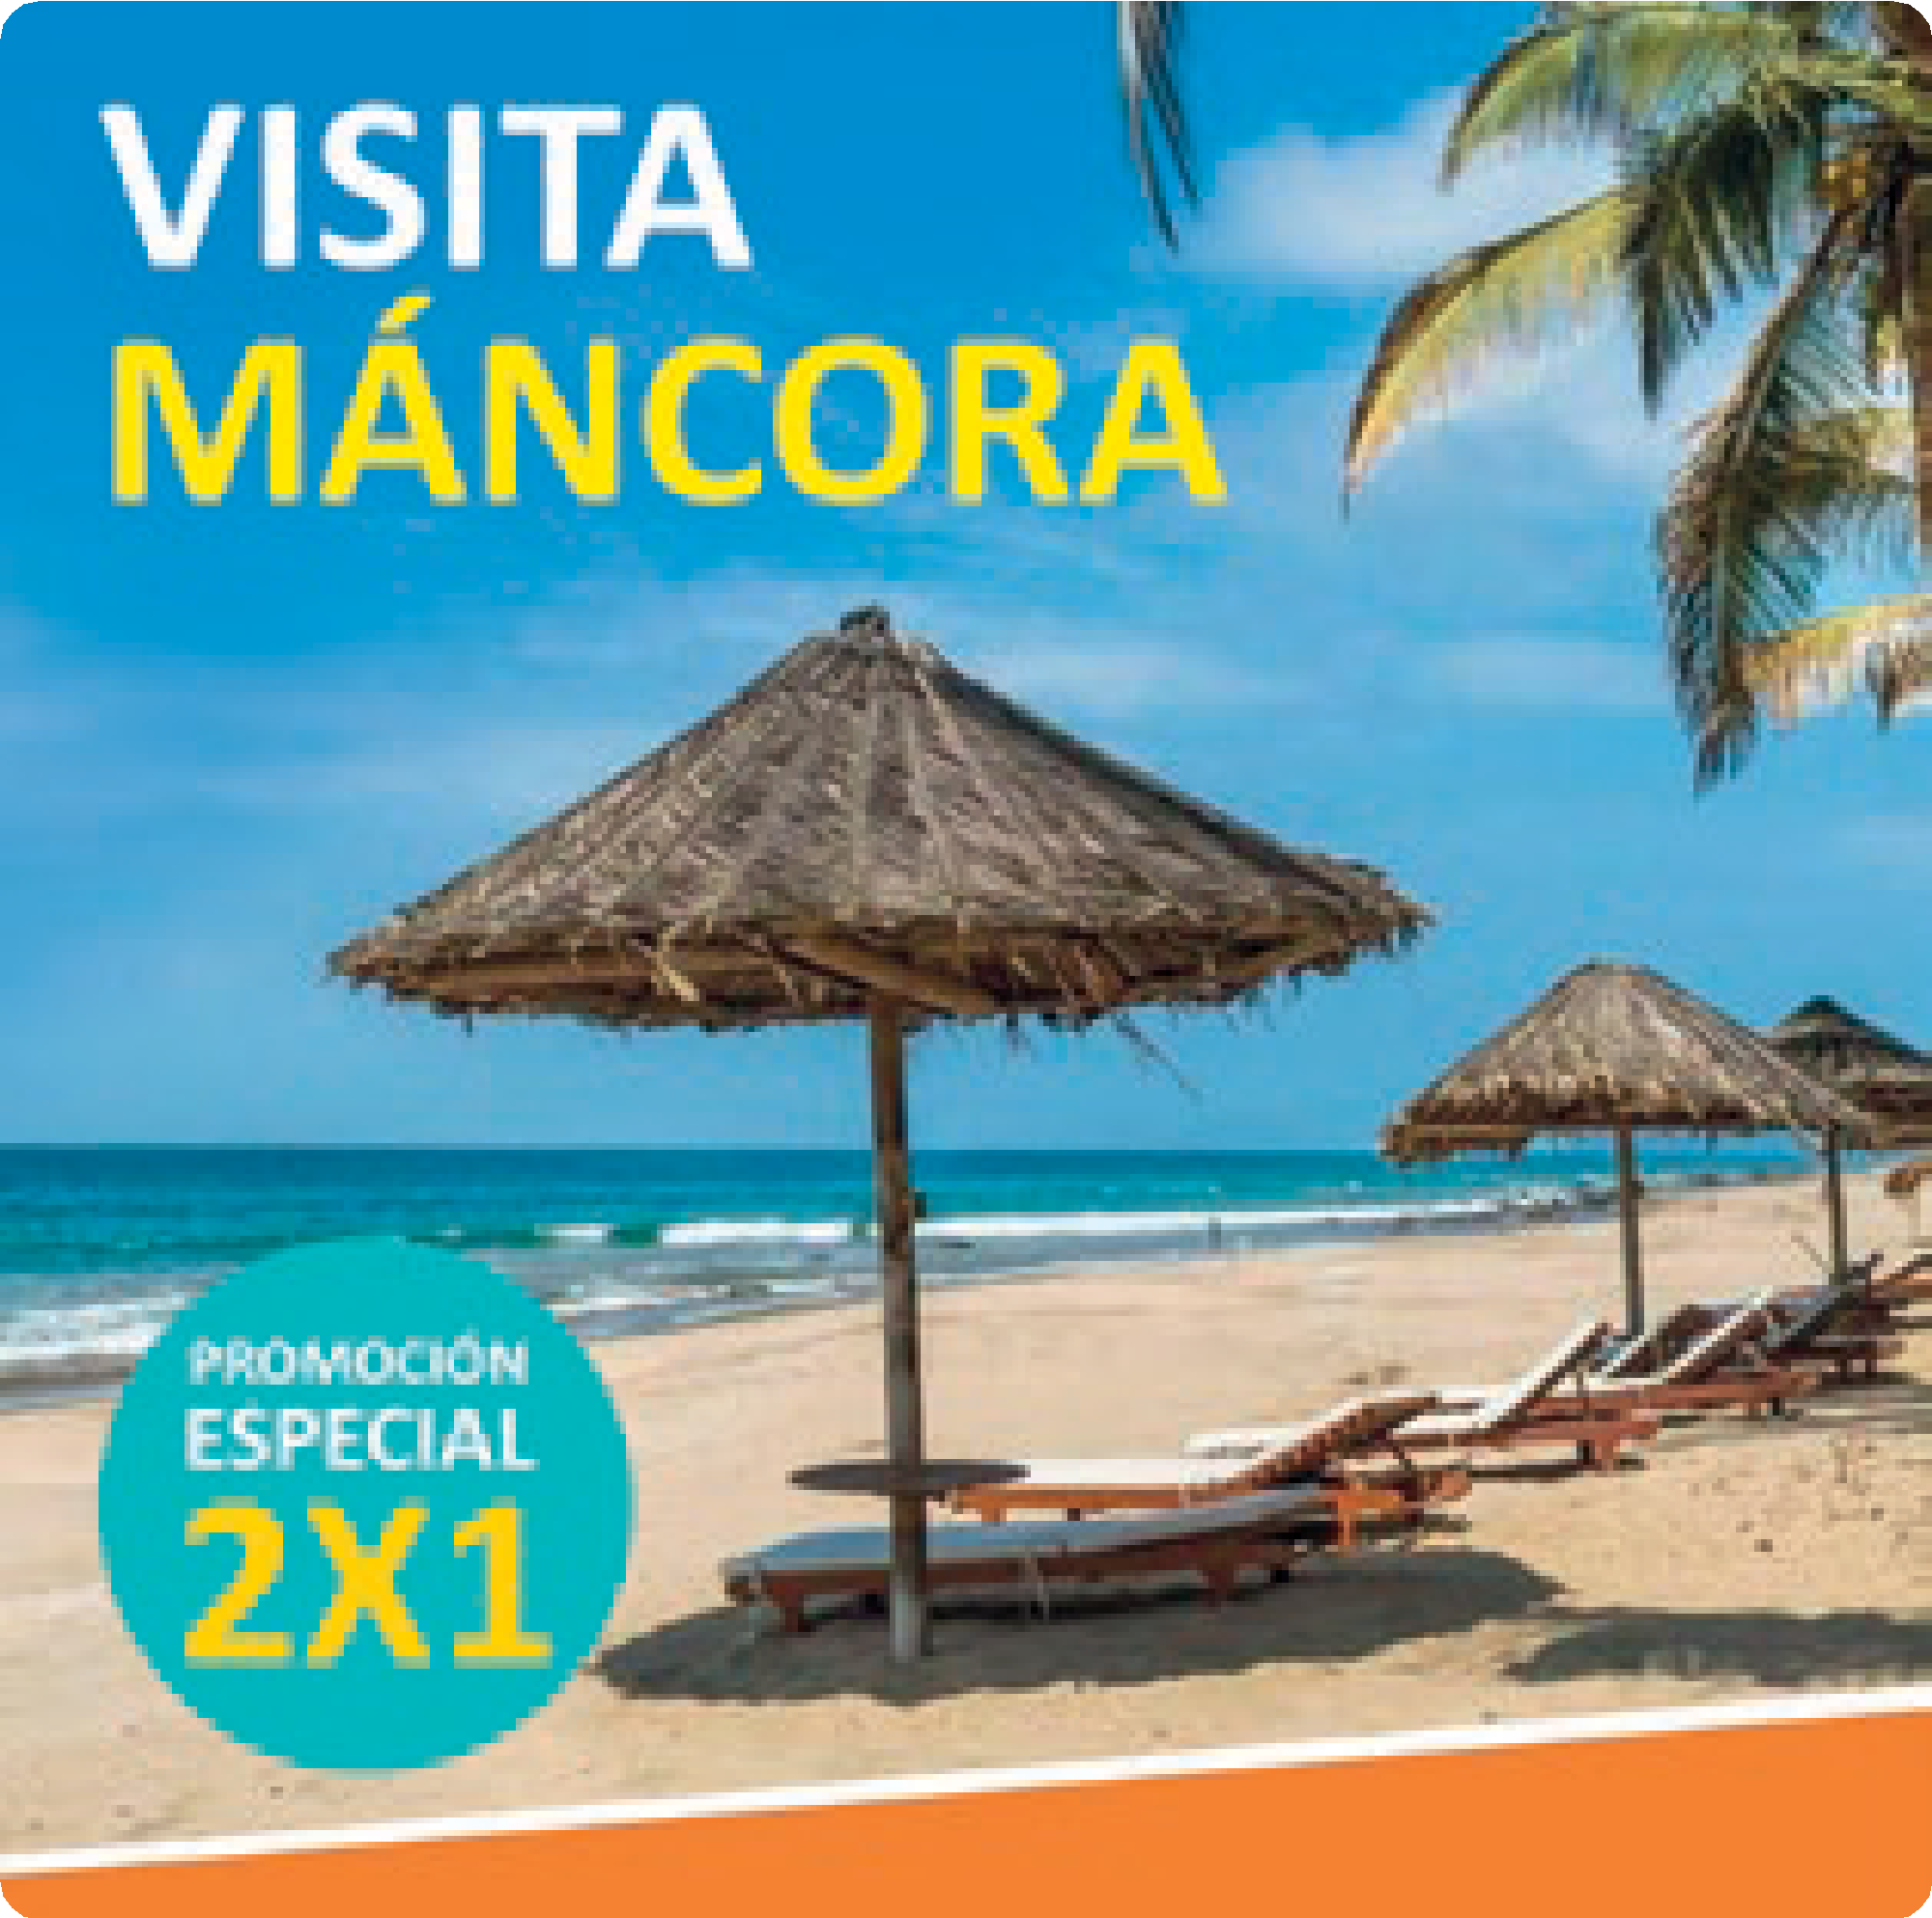 VISITA
MÁNCORA
PROMOCIÓN
ESPECIAL
2X1